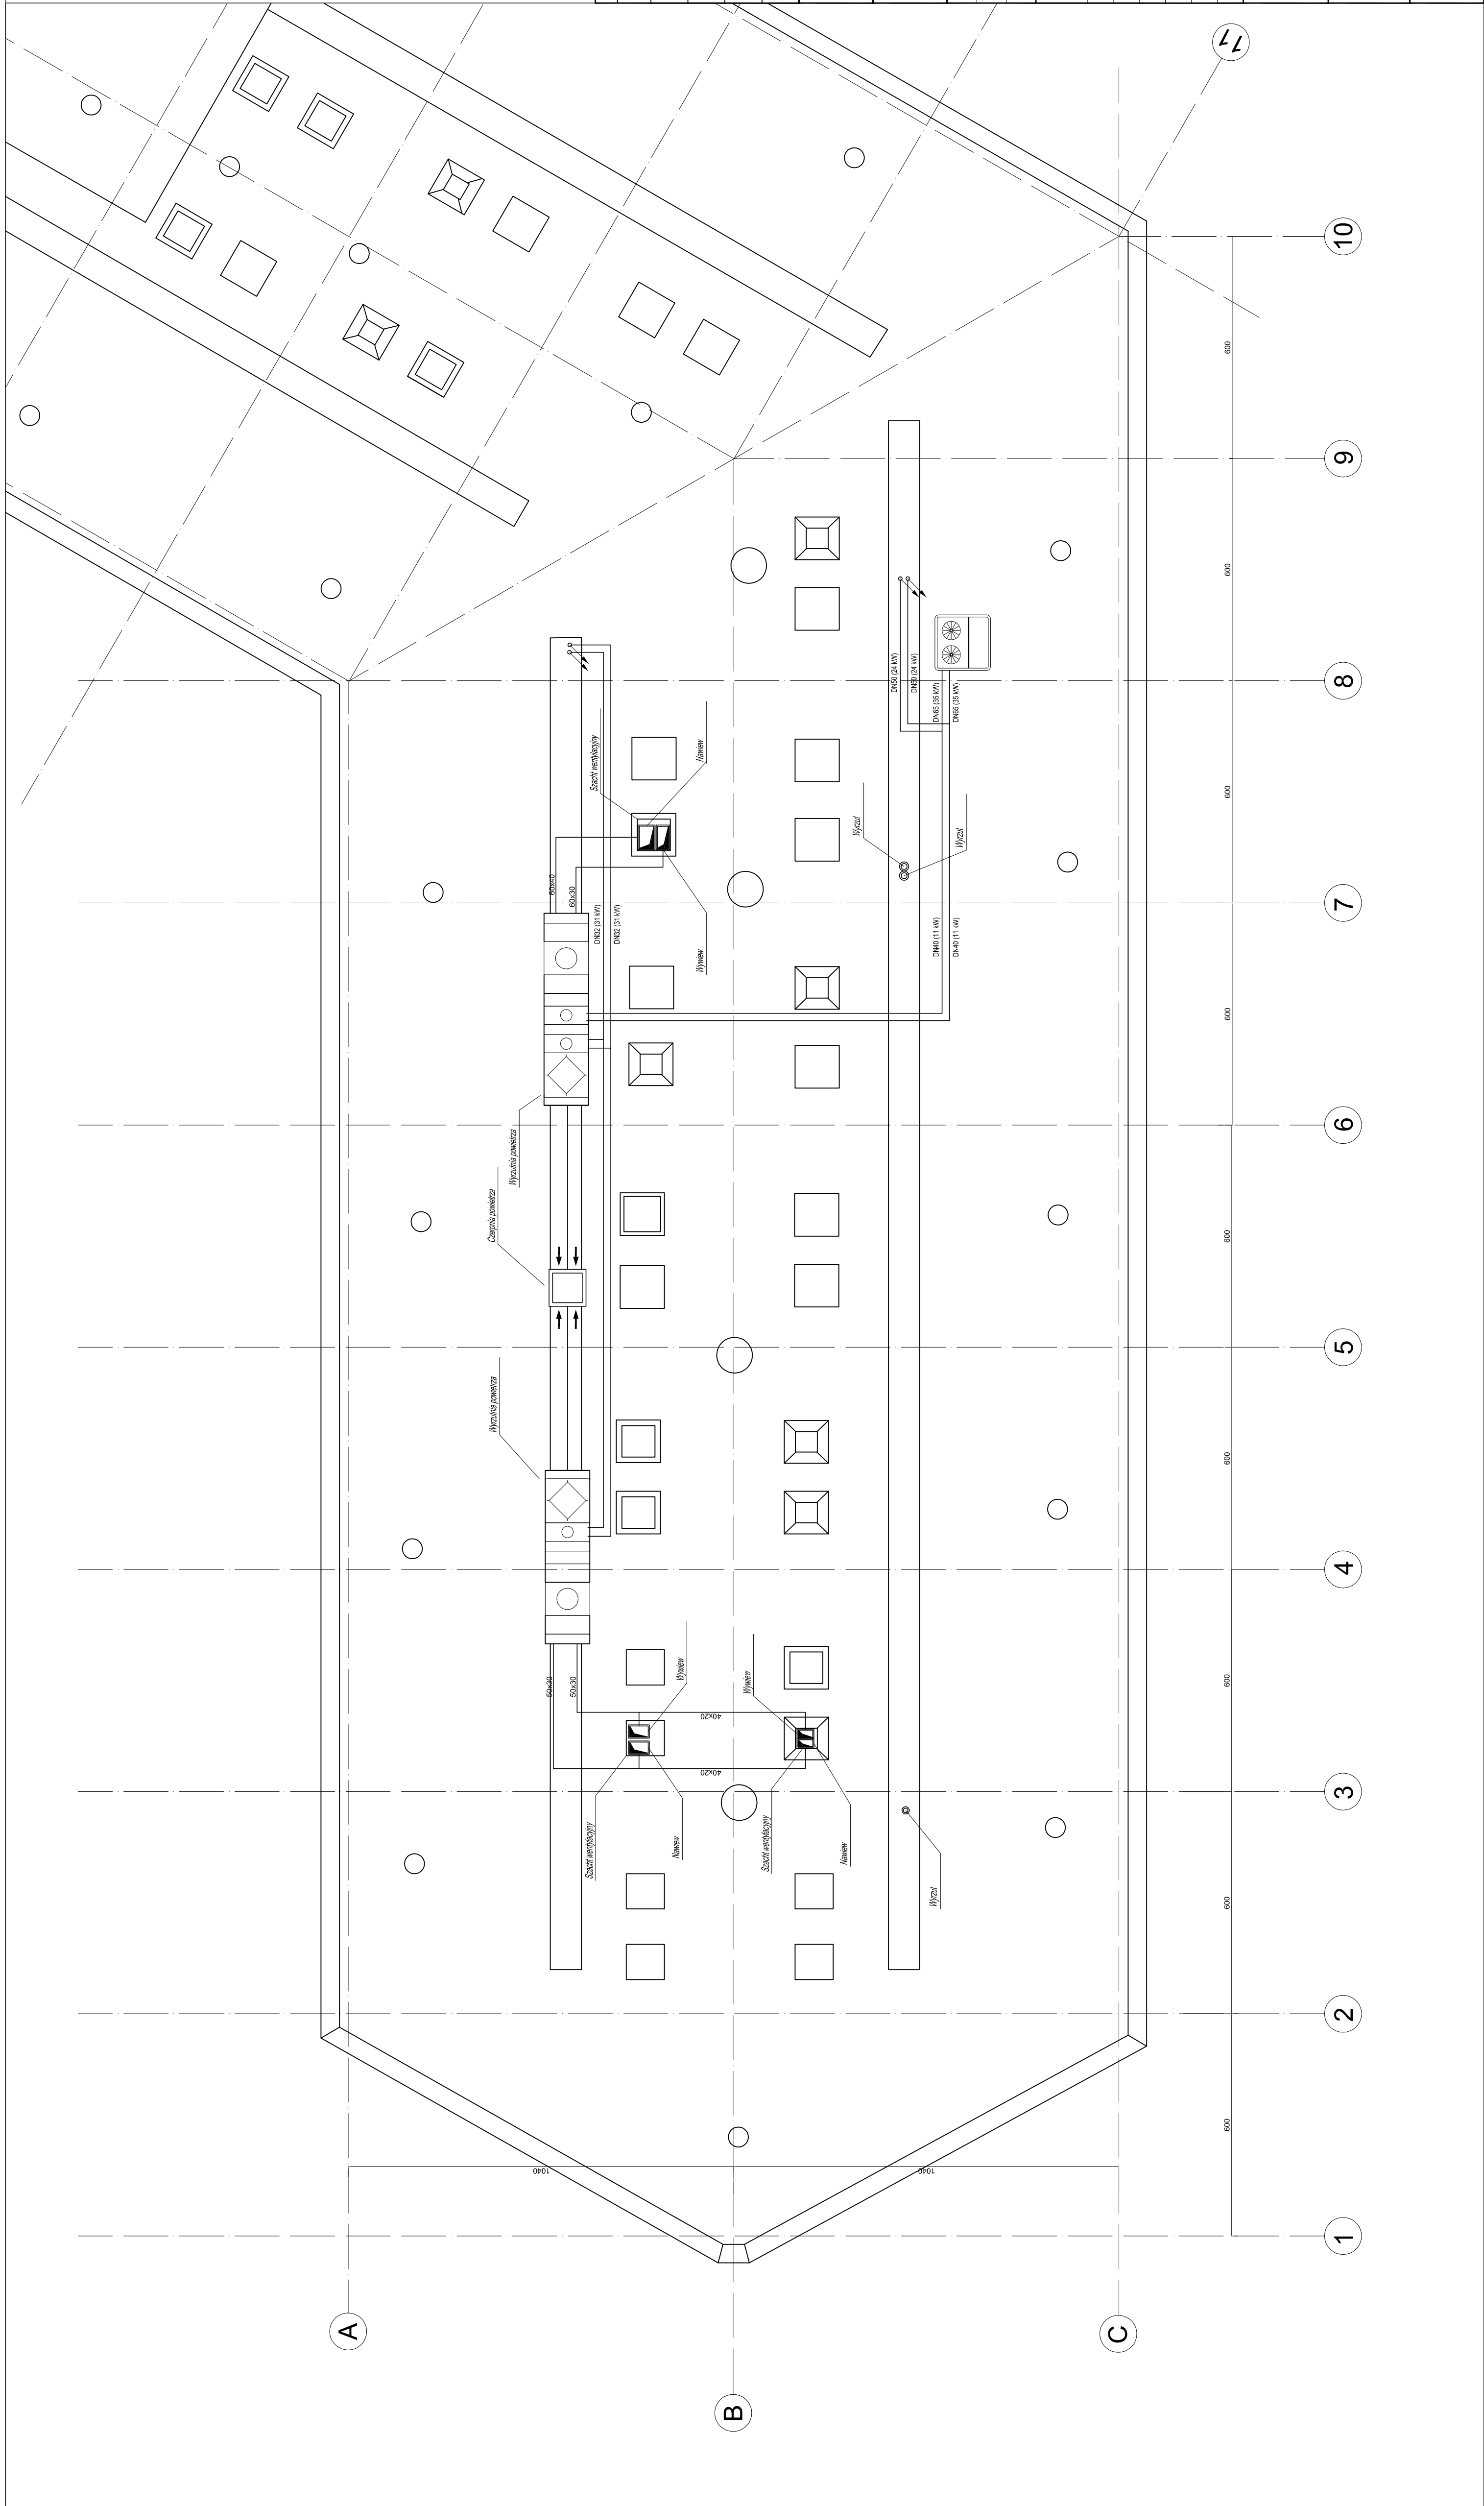 11
10
9
8
7
6
5
4
3
2
1
A
B
C
600
600
600
600
600
600
600
600
600
1040
1040
DN50 (24 kW)
DN50 (24 kW)
DN65 (35 kW)
DN65 (35 kW)
Szacht wentylacyjny
Nawiew
Wywiew
Wyrzut
Wyrzut
60x40
60x30
DN32 (31 kW)
DN32 (31 kW)
DN40 (11 kW)
DN40 (11 kW)
Wyrzutnia powietrza
Czerpnia powietrza
Wyrzutnia powietrza
50x30
50x30
Wywiew
Wywiew
40x20
40x20
Szacht wentylacyjny
Nawiew
Szacht wentylacyjny
Nawiew
Wyrzut